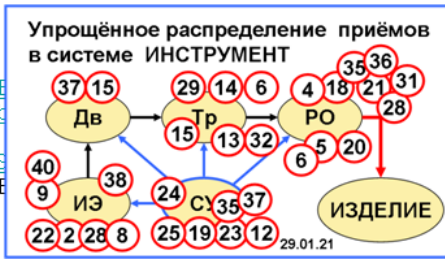 Упрощённое распределение приёмов
в системе ИНСТРУМЕНТ
37 15 29 14 6 4 18 35 36 21 31 28
Дв Тр РО
15 13 32 6 5 20
40 9 38 24 35 37
ИЭ СУ ИЗДЕЛИЕ
22 2 28 8 25 19 23 12
29.01.21